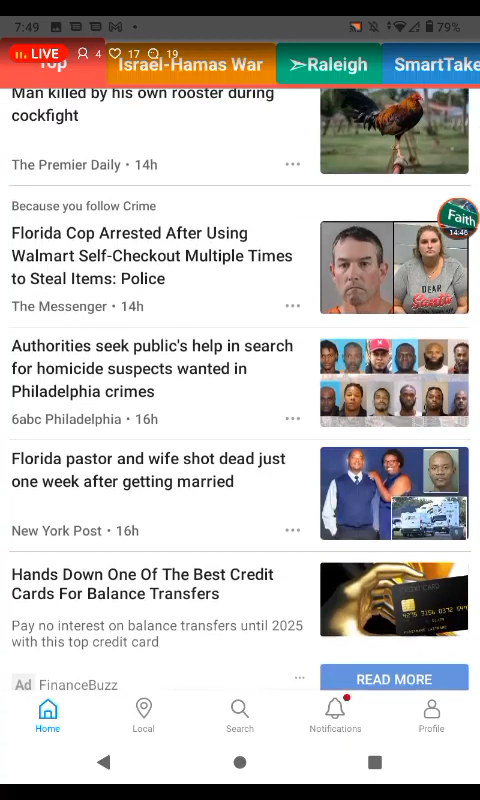 7:49
79%
LIVE 4 17 19
Top
Israel-Hamas War
Raleigh
SmartTake
Man killed by his own rooster during
cockfight
The Premier Daily • 14h
Because you follow Crime
Faith
14:46
Florida Cop Arrested After Using
Walmart Self-Checkout Multiple Times
to Steal Items: Police
DEAR
Santa
The Messenger • 14h
Authorities seek public's help in search
for homicide suspects wanted in
Philadelphia crimes
6abc Philadelphia • 16h
Florida pastor and wife shot dead just
one week after getting married
New York Post • 16h
Hands Down One Of The Best Credit
Cards For Balance Transfers
CREDIT CARD
Pay no interest on balance transfers until 2025
with this top credit card
Ad FinanceBuzz
READ MORE
Home
Local
Search
Notifications
Profile